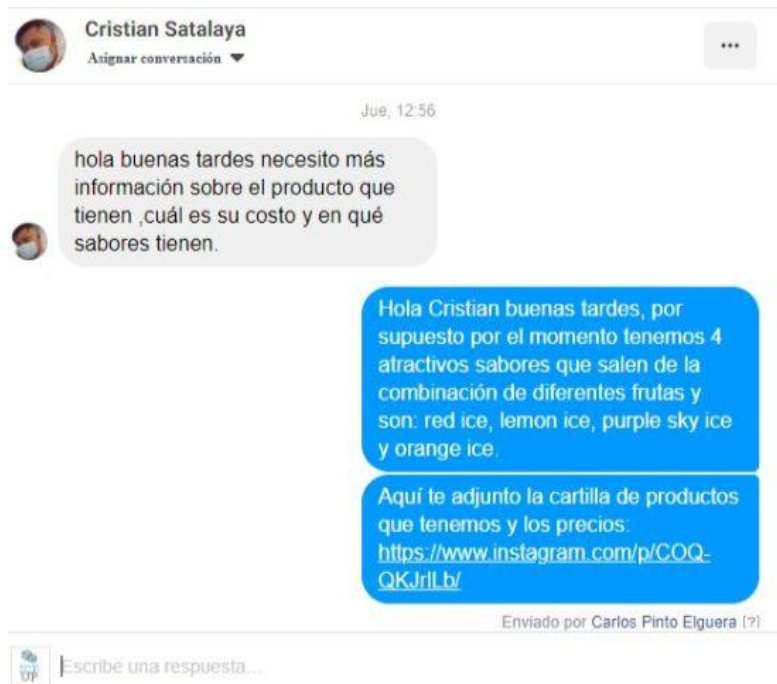 Cristian Satalaya
Asignar conversación
Jue, 12:56
hola buenas tardes necesito más
información sobre el producto que
tienen ,cuál es su costo y en qué
sabores tienen.
Hola Cristian buenas tardes, por
supuesto por el momento tenemos 4
atractivos sabores que salen de la
combinación de diferentes frutas y
son: red ice, lemon ice, purple sky ice
y orange ice.
Aquí te adjunto la cartilla de productos
que tenemos y los precios:
https://www.instagram.com/p/COQ-
QKJrlLb/
Enviado por Carlos Pinto Elguera [?]
UP
Escribe una respuesta...